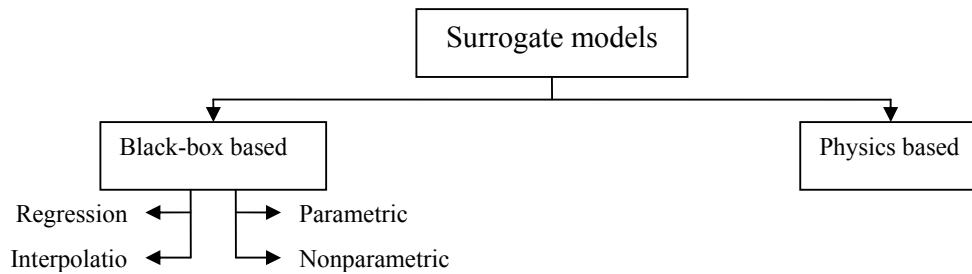 Surrogate models
Black-box based
Physics based
Regression
Parametric
Interpolatio
Nonparametric